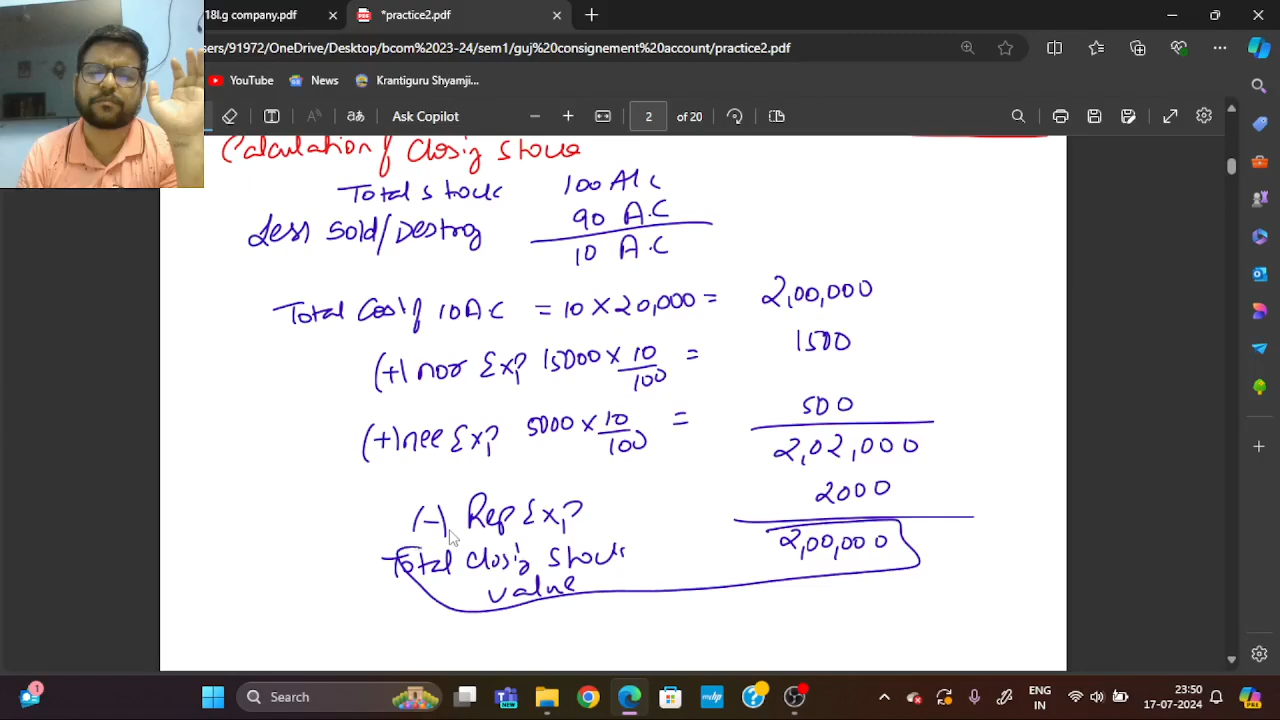 18l.g company.pdf
*practice2.pdf
sers/91972/OneDrive/Desktop/bcom%2023-24/sem1/guj%20consignement%20account/practice2.pdf
YouTube News Krantiguru Shyamji...
Ask Copilot 2 of 20
Calculation of Closig Stock
Total stock 100 A/C
Less Sold/Destroy 90 A.C
10 A.C
Total Cost of 10 A.C = 10 × 20,000 = 2,00,000
(+) nor Exp 15000 × 10/100 = 1500
(+) nee Exp 5000 × 10/100 = 500
2,02,000
(-) Rep Exp 2000
Total closig stock 2,00,000
value
Search
ENG
IN
23:50
17-07-2024